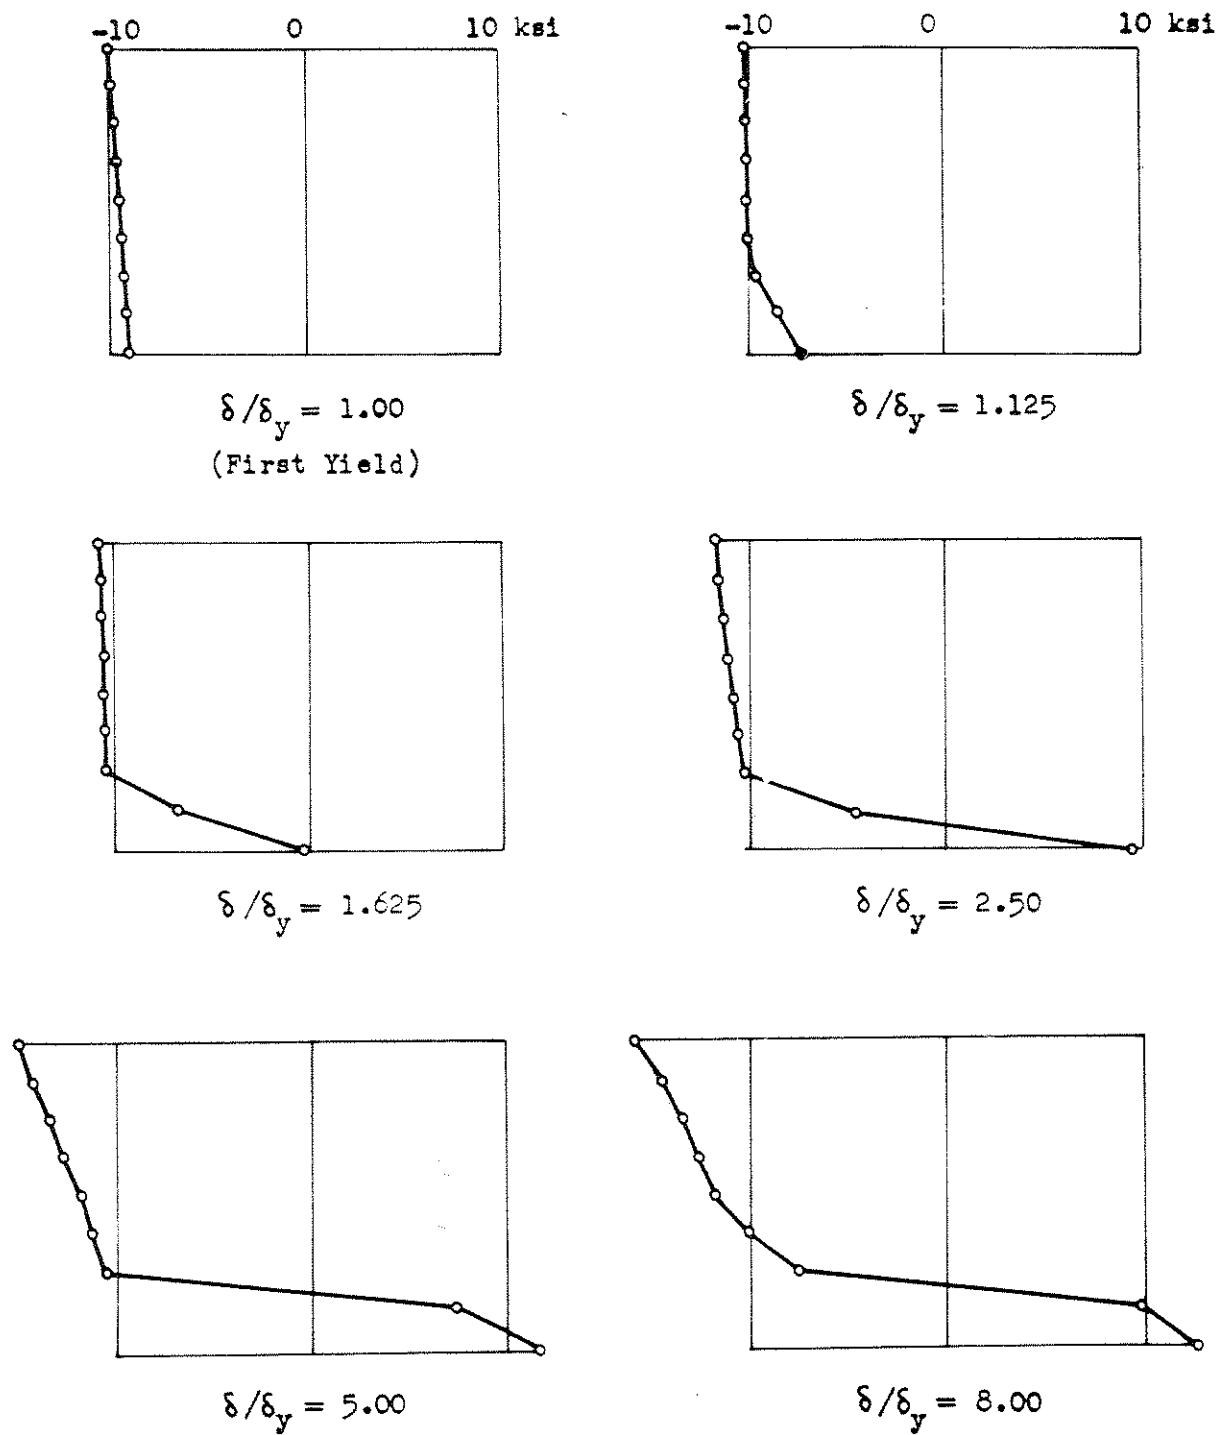 -10 0 10 ksi
-10 0 10 ksi
δ/δy = 1.00
(First Yield)
δ/δy = 1.125
δ/δy = 1.625
δ/δy = 2.50
δ/δy = 5.00
δ/δy = 8.00